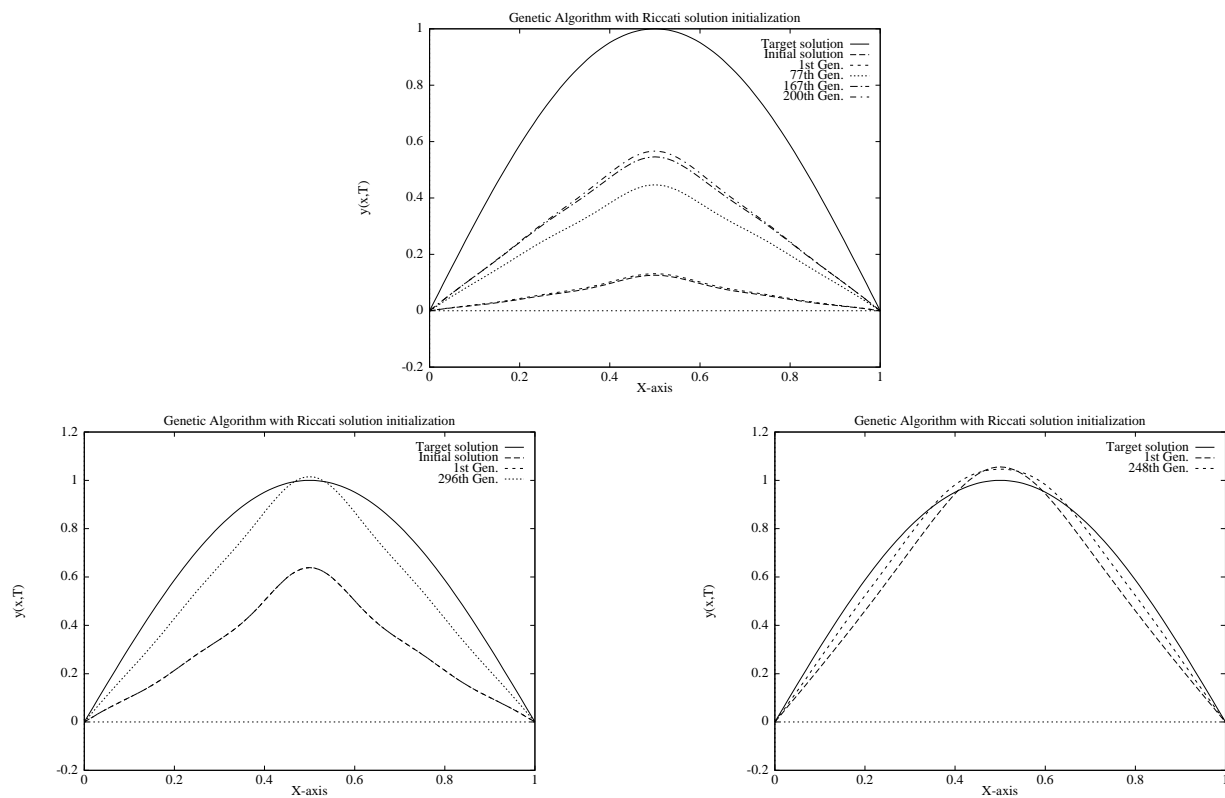 Genetic Algorithm with Riccati solution initialization
1
0.8
0.6
0.4
0.2
0
-0.2
y(x,T)
Target solution
Initial solution
1st Gen.
77th Gen.
167th Gen.
200th Gen.
0
0.2
0.4
0.6
0.8
1
X-axis
Genetic Algorithm with Riccati solution initialization
1.2
1
0.8
0.6
0.4
0.2
0
-0.2
y(x,T)
Target solution
Initial solution
1st Gen.
296th Gen.
0
0.2
0.4
0.6
0.8
1
X-axis
Genetic Algorithm with Riccati solution initialization
1.2
1
0.8
0.6
0.4
0.2
0
-0.2
y(x,T)
Target solution
1st Gen.
248th Gen.
0
0.2
0.4
0.6
0.8
1
X-axis